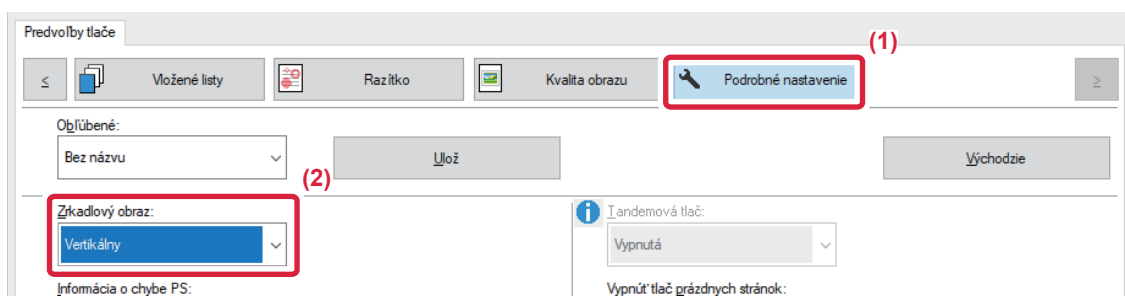 Predvoľby tlače
(1)
≤ Vložené listy Razítko Kvalita obrazu Podrobné nastavenie ≥
Obľúbené:
Bez názvu Ulož Východzie
(2)
Zrkadlový obraz: Tandemová tlač:
Vertikálny Vypnutá
Informácia o chybe PS: Vypnúť tlač prázdnych stránok: